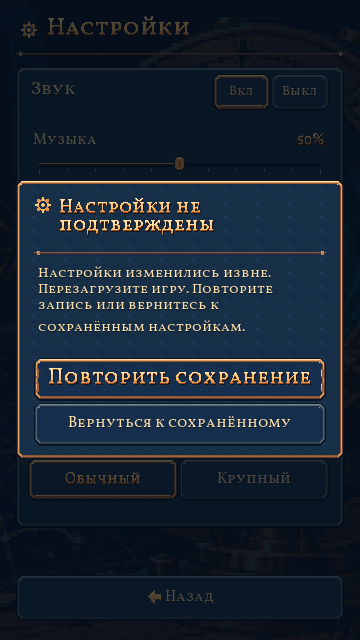 Настройки
Звук
Вкл
Выкл
Музыка
50%
Настройки не
подтверждены
Настройки изменились извне.
Перезагрузите игру. Повторите
запись или вернитесь к
сохранённым настройкам.
Повторить сохранение
Вернуться к сохранённому
Обычный
Крупный
Назад